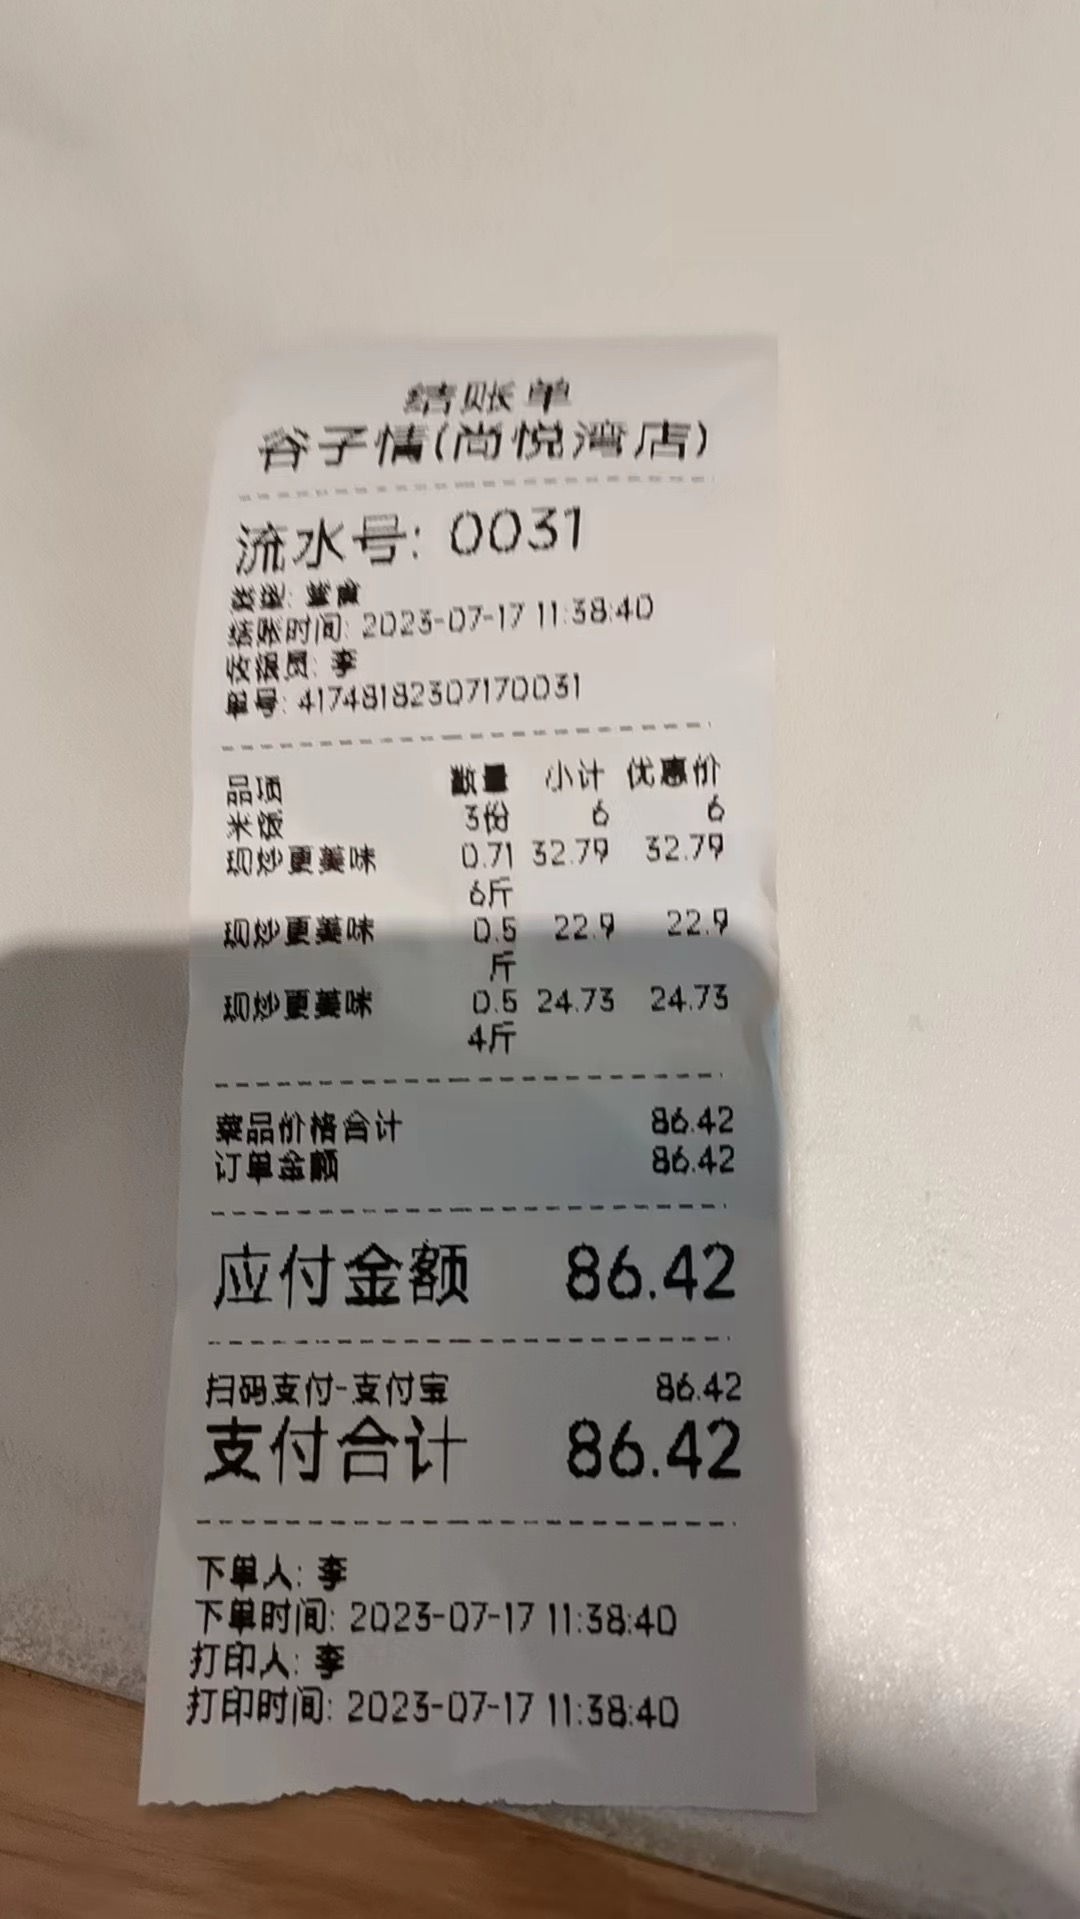 结账单
谷子情(尚悦湾店)
流水号: 0031
类型: 堂食
结账时间: 2023-07-17 11:38:40
收银员: 李
单号: 41748182307170031
品项 数量 小计 优惠价
米饭 3份 6 6
现炒更美味 0.71 32.79 32.79
6斤
现炒更美味 0.5 22.9 22.9
斤
现炒更美味 0.5 24.73 24.73
4斤
菜品价格合计 86.42
订单金额 86.42
应付金额 86.42
扫码支付-支付宝 86.42
支付合计 86.42
下单人: 李
下单时间: 2023-07-17 11:38:40
打印人: 李
打印时间: 2023-07-17 11:38:40